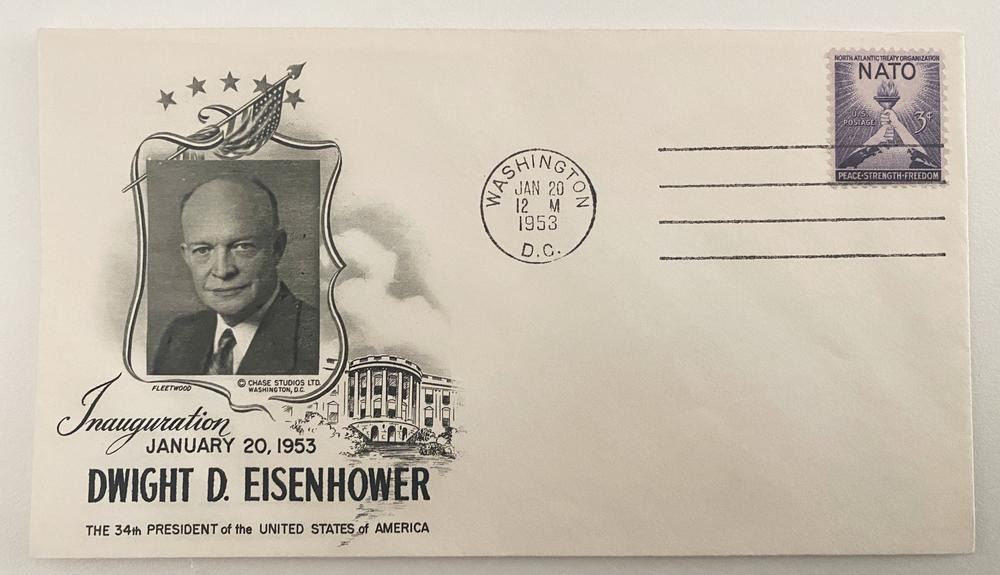 FLEETWOOD
© CHASE STUDIOS LTD.
WASHINGTON, D.C.
Inauguration
JANUARY 20, 1953
DWIGHT D. EISENHOWER
THE 34th PRESIDENT of the UNITED STATES of AMERICA
WASHINGTON
JAN 20
12 M
1953
D.C.
NORTH ATLANTIC TREATY ORGANIZATION
NATO
U.S.
POSTAGE
3¢
PEACE·STRENGTH·FREEDOM